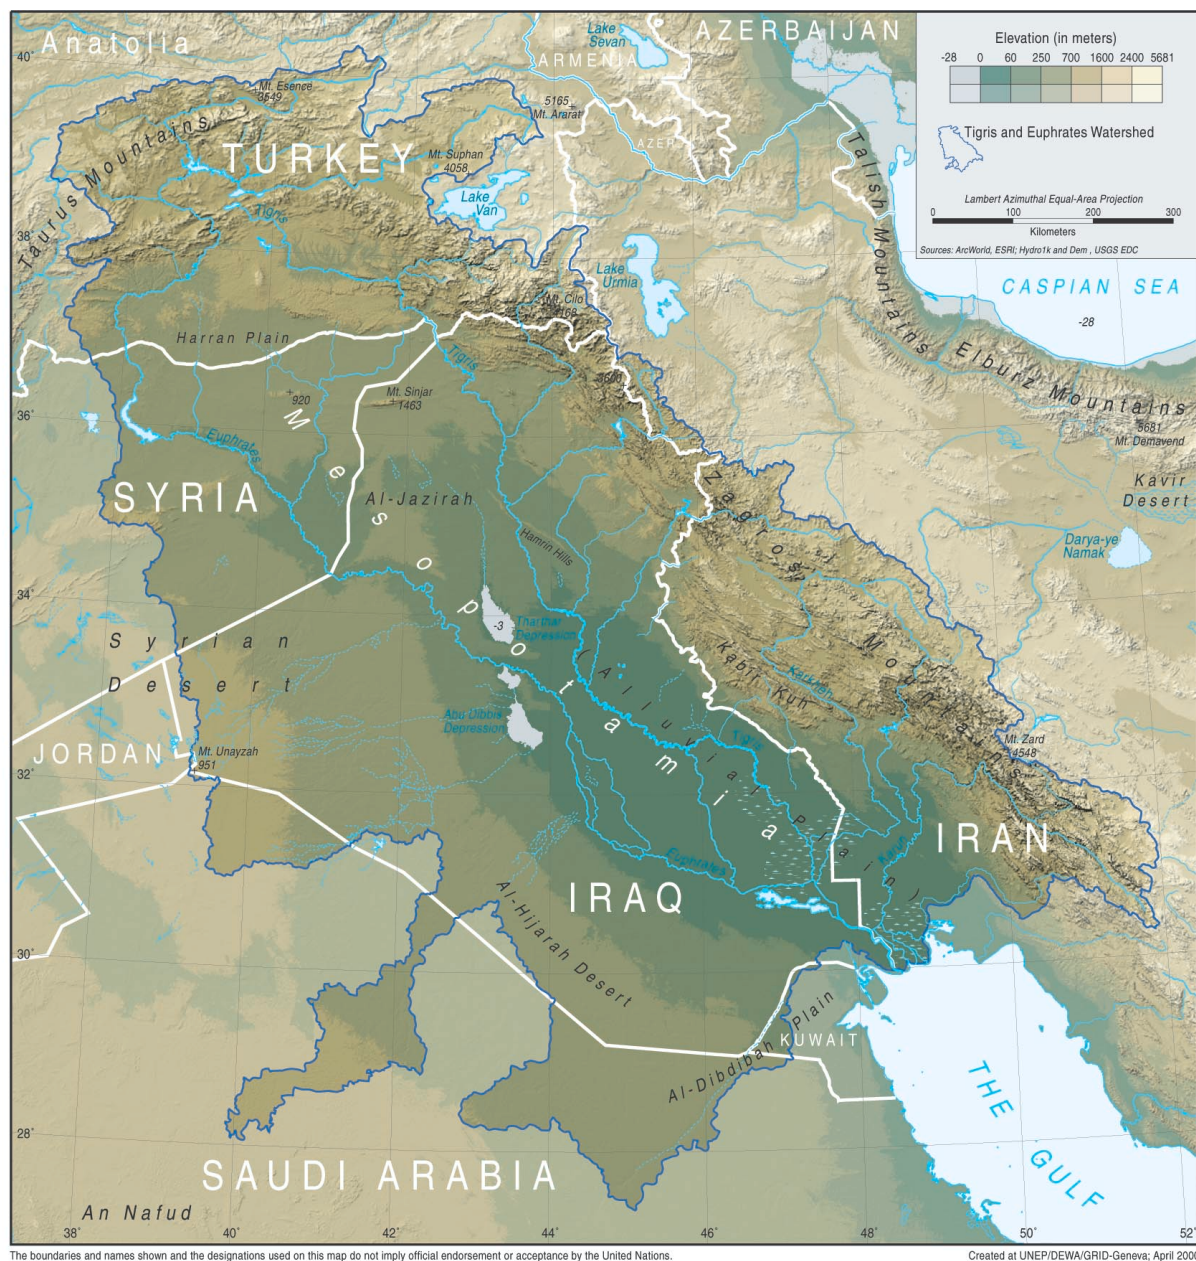 Anatolia
Lake
Sevan
AZERBAIJAN
ARMENIA
Elevation (in meters)
-28 0 60 250 700 1600 2400 5681
Tigris and Euphrates Watershed
Lambert Azimuthal Equal-Area Projection
0 100 200 300
Kilometers
Sources: ArcWorld, ESRI; Hydro1k and Dem , USGS EDC
40°
Mt. Esence
3549
5165
Mt. Ararat
AZER.
Taurus Mountains
TURKEY
Mt. Suphan
4058
Lake
Van
Tigris
Talish Mountains
38°
Lake
Urmia
CASPIAN SEA
-28
Mt. Cilo
4168
Harran Plain
Tigris
Elburz Mountains
Mt. Sinjar
1463
920
36°
5681
Mt. Demavend
Euphrates
Mesopotamia
SYRIA
Al-Jazirah
Zagros Mountains
Kavir
Desert
Hamrin Hills
Darya-ye
Namak
34°
-3
Tharthar
Depression
Syrian
Desert
(Alluvial Plain)
Kabir Kuh
Karkheh
Abu Dibbis
Depression
Tigris
JORDAN
Mt. Unayzah
951
Mt. Zard
4548
32°
Karun
IRAN
Euphrates
IRAQ
Al-Hijarah Desert
30°
Al-Dibdibah Plain
KUWAIT
THE GULF
28°
SAUDI ARABIA
An Nafud
38° 40° 42° 44° 46° 48° 50° 52°
The boundaries and names shown and the designations used on this map do not imply official endorsement or acceptance by the United Nations.
Created at UNEP/DEWA/GRID-Geneva; April 2000